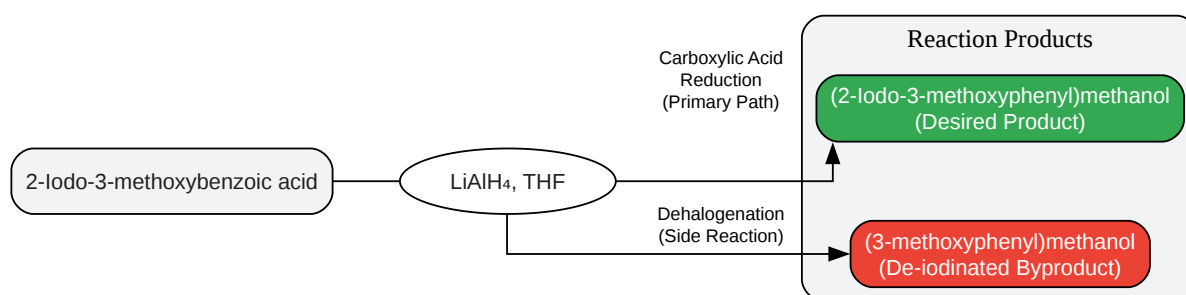 Reaction Products
Carboxylic Acid
Reduction
(Primary Path)
(2-Iodo-3-methoxyphenyl)methanol
(Desired Product)
2-Iodo-3-methoxybenzoic acid
LiAlH₄, THF
Dehalogenation
(Side Reaction)
(3-methoxyphenyl)methanol
(De-iodinated Byproduct)